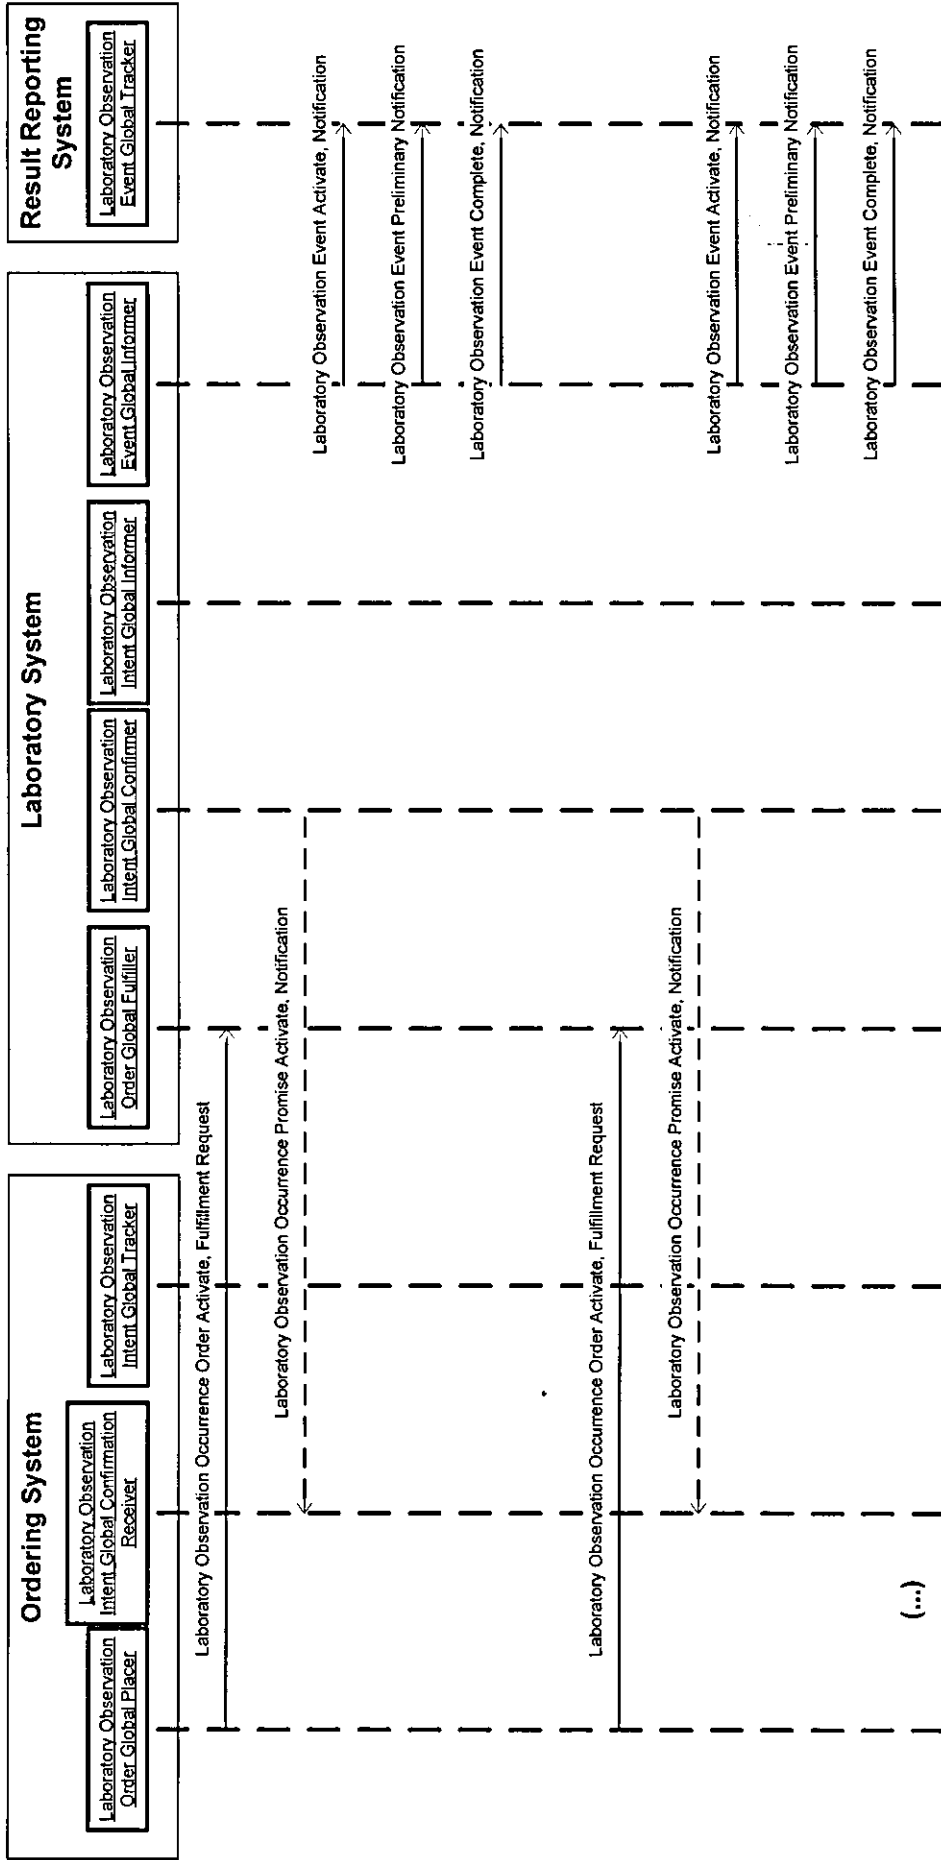 Ordering System
Laboratory Observation
Order Global Placer
Laboratory Observation
Intent Global Confirmation
Receiver
Laboratory Observation
Intent Global Tracker
Laboratory System
Laboratory Observation
Order Global Fulfiller
Laboratory Observation
Intent Global Confirmer
Laboratory Observation
Intent Global Informer
Laboratory Observation
Event Global Informer
Result Reporting
System
Laboratory Observation
Event Global Tracker
Laboratory Observation Occurrence Order Activate, Fulfillment Request
Laboratory Observation Occurrence Promise Activate, Notification
Laboratory Observation Event Activate, Notification
Laboratory Observation Event Preliminary Notification
Laboratory Observation Event Complete, Notification
Laboratory Observation Occurrence Order Activate, Fulfillment Request
Laboratory Observation Occurrence Promise Activate, Notification
Laboratory Observation Event Activate, Notification
Laboratory Observation Event Preliminary Notification
Laboratory Observation Event Complete, Notification
(...)